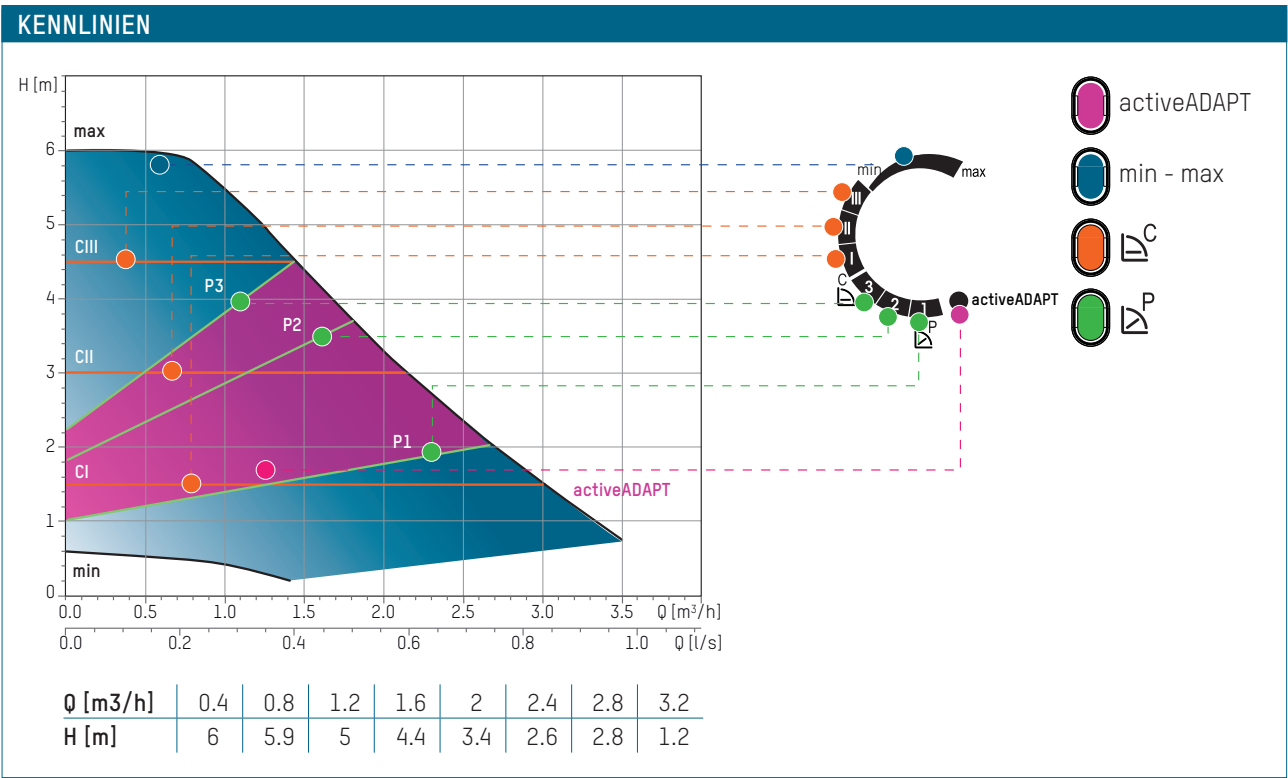 KENNLINIEN
H [m]
max
6
5
CIII
P3
4
P2
CII
3
P1
2
CI
activeADAPT
1
min
0
0.0 0.5 1.0 1.5 2.0 2.5 3.0 3.5 Q [m³/h]
0.0 0.2 0.4 0.6 0.8 1.0 Q [l/s]
min
max
III
II
I
C
3
2
1
P
activeADAPT
activeADAPT
min - max
C
P
Q [m3/h] 0.4 0.8 1.2 1.6 2 2.4 2.8 3.2
H [m] 6 5.9 5 4.4 3.4 2.6 2.8 1.2